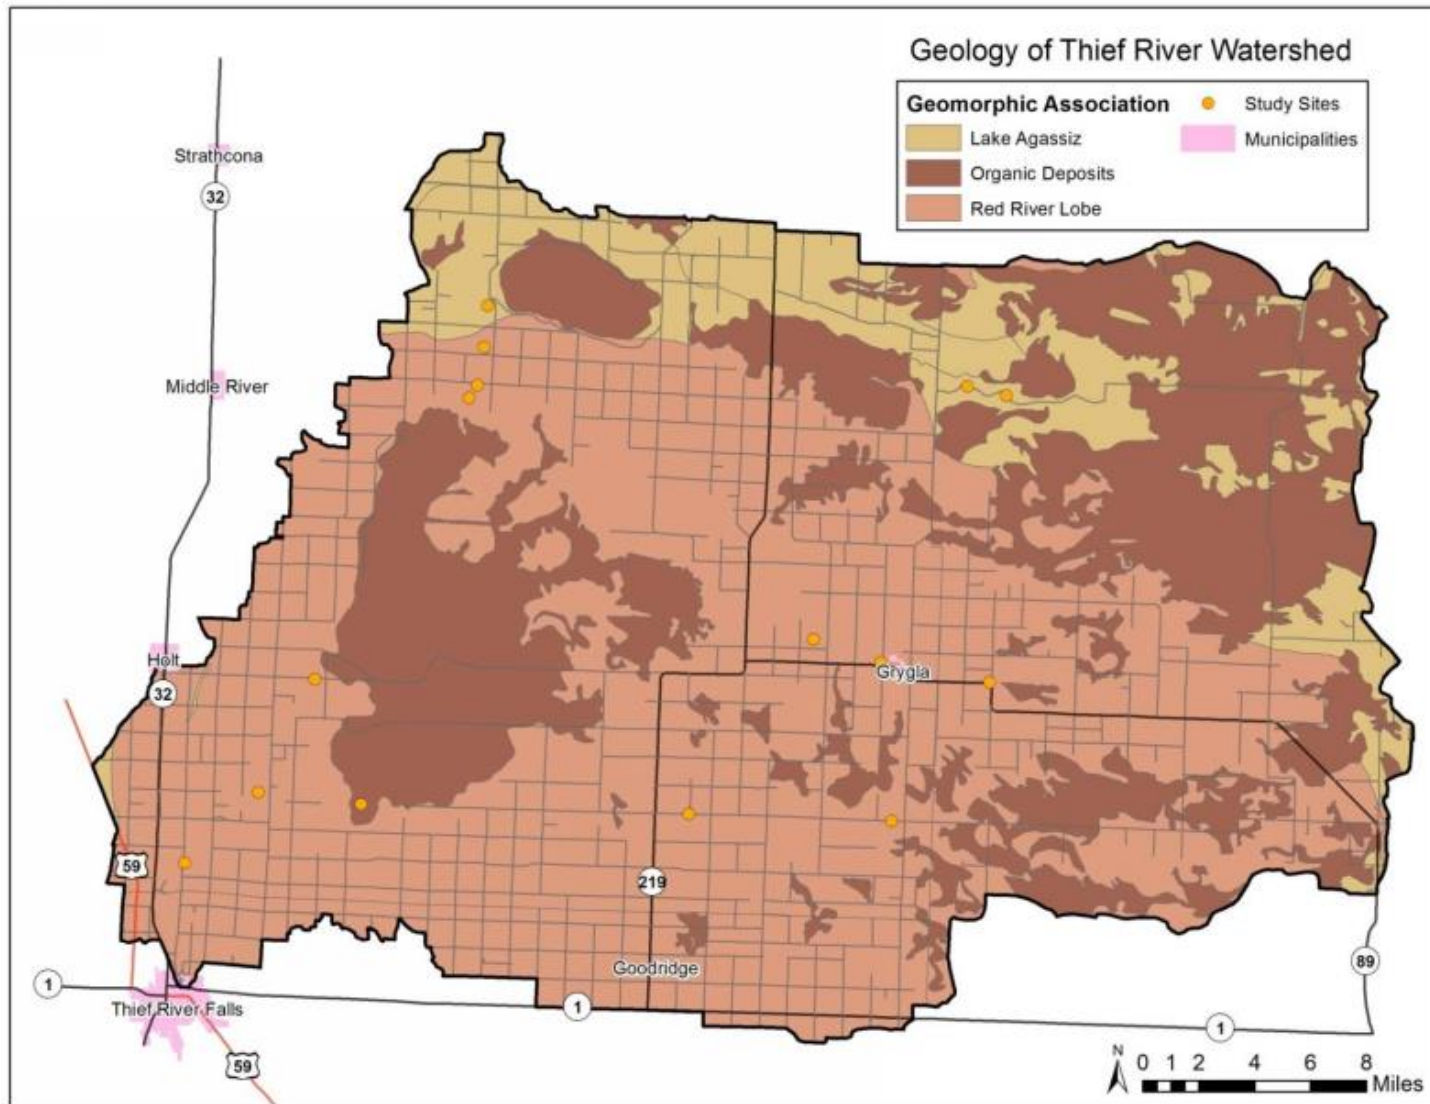 Geology of Thief River Watershed
Geomorphic Association
Study Sites
Lake Agassiz
Municipalities
Organic Deposits
Red River Lobe
Strathcona
32
Middle River
Holt
32
Grygla
59
219
Goodridge
89
1
Thief River Falls
1
1
59
N
0 1 2 4 6 8
Miles